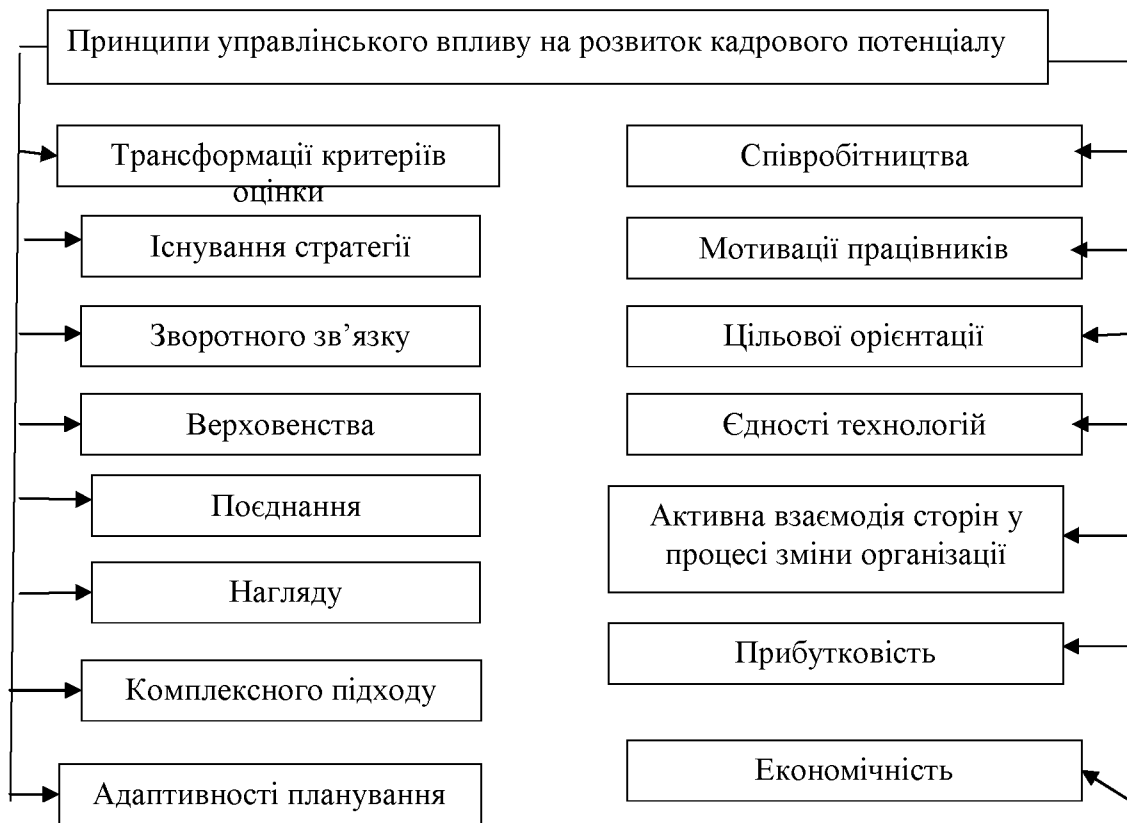 Принципи управлінського впливу на розвиток кадрового потенціалу
Трансформації критеріїв
оцінки
Існування стратегії
Зворотного зв’язку
Верховенства
Поєднання
Нагляду
Комплексного підходу
Адаптивності планування
Співробітництва
Мотивації працівників
Цільової орієнтації
Єдності технологій
Активна взаємодія сторін у
процесі зміни організації
Прибутковість
Економічність